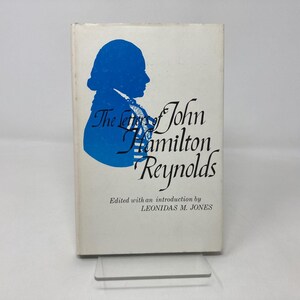 The letters of John
Hamilton
Reynolds
Edited with an introduction by
LEONIDAS M. JONES